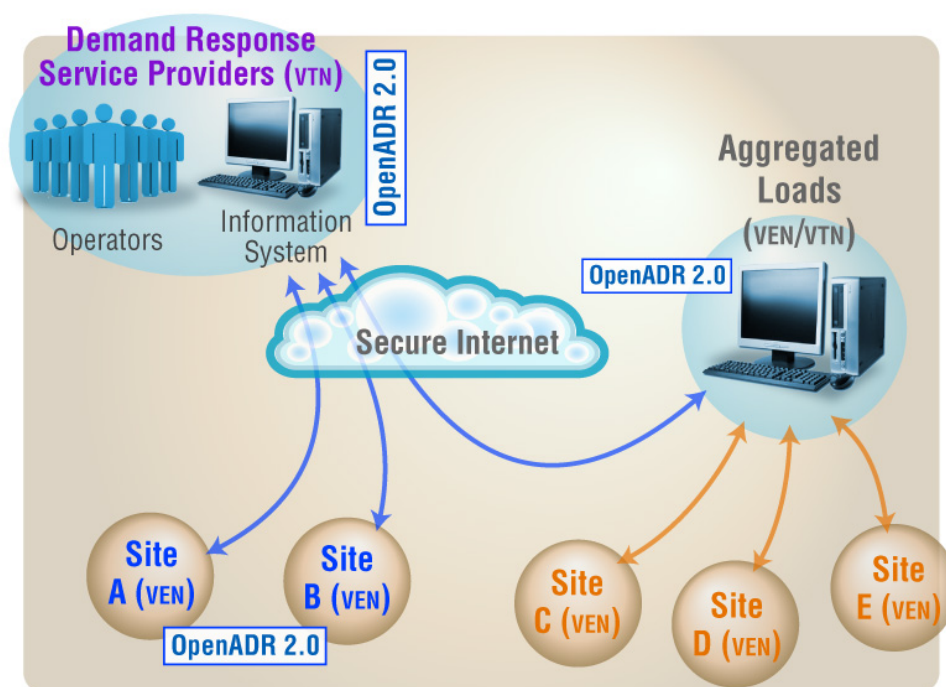 Demand Response
Service Providers (VTN)
OpenADR 2.0
Operators
Information
System
Aggregated
Loads
(VEN/VTN)
OpenADR 2.0
Secure Internet
Site
A (VEN)
Site
B (VEN)
OpenADR 2.0
Site
C (VEN)
Site
D (VEN)
Site
E (VEN)